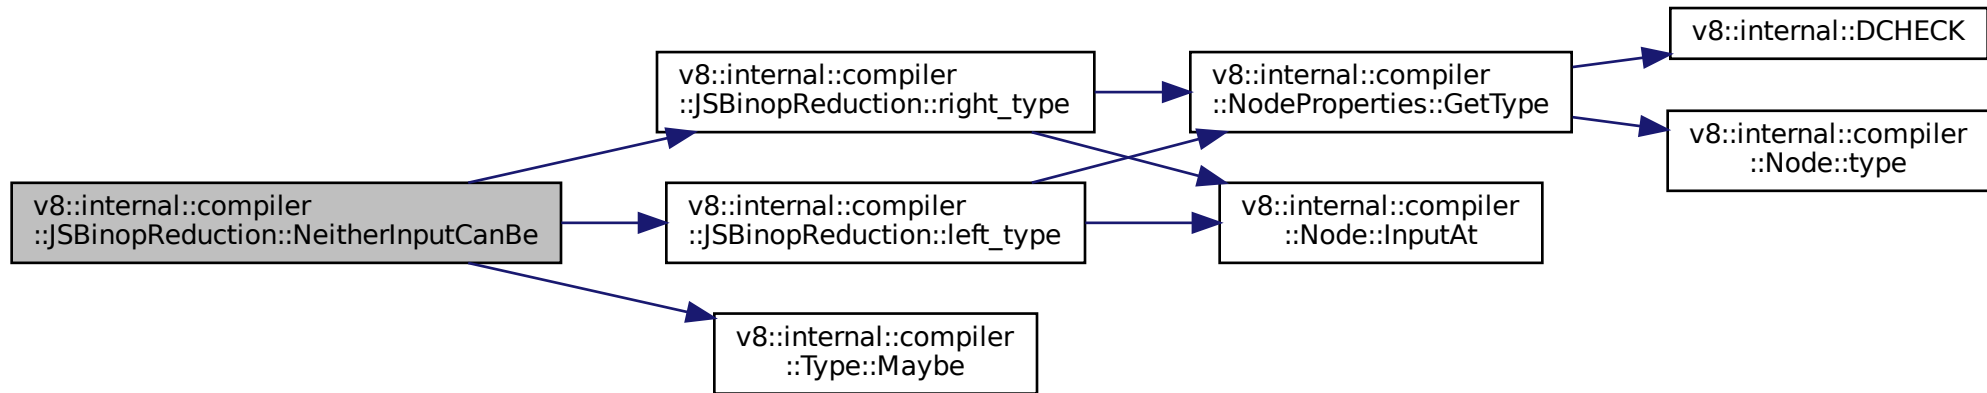 v8::internal::compiler
::JSBinopReduction::NeitherInputCanBe
v8::internal::compiler
::JSBinopReduction::right_type
v8::internal::compiler
::JSBinopReduction::left_type
v8::internal::compiler
::Type::Maybe
v8::internal::compiler
::NodeProperties::GetType
v8::internal::compiler
::Node::InputAt
v8::internal::DCHECK
v8::internal::compiler
::Node::type